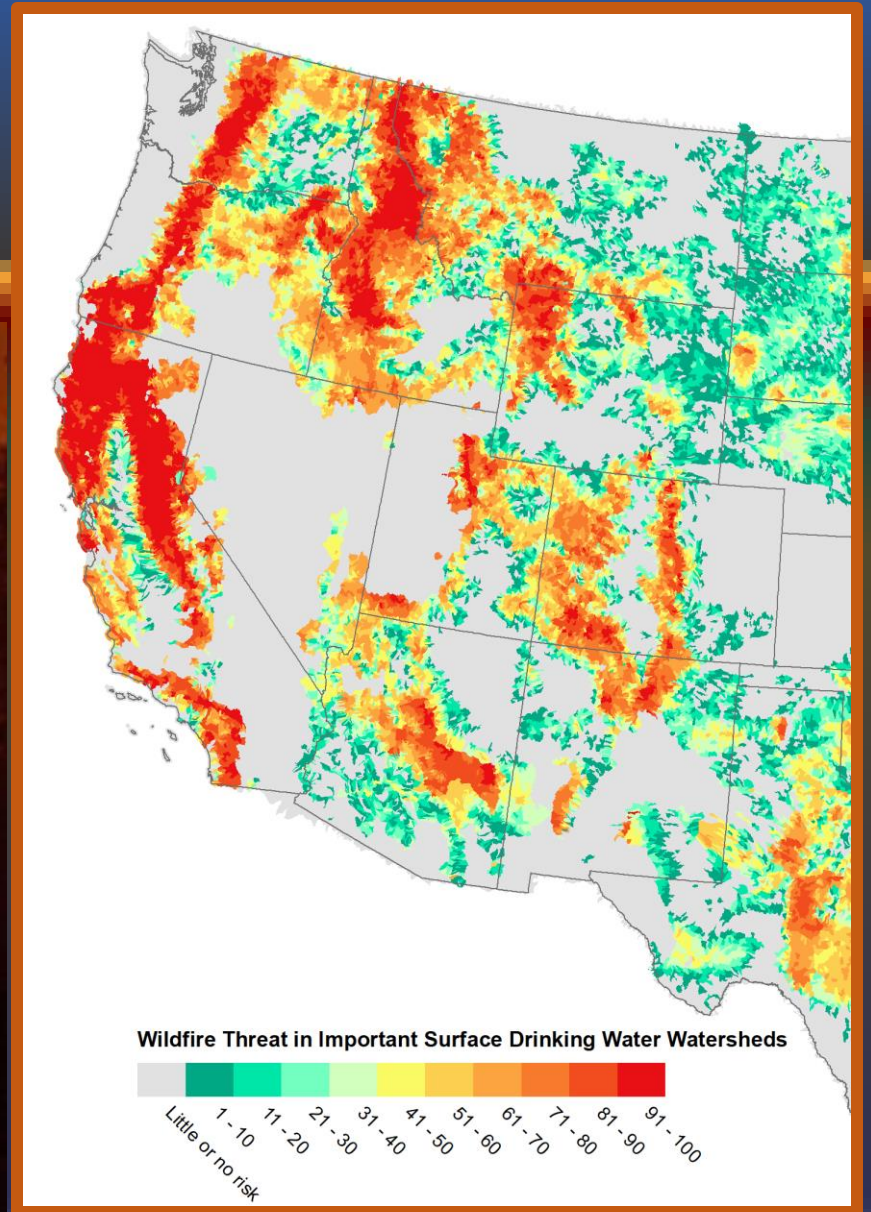 Wildfire Threat in Important Surface Drinking Water Watersheds
Little or no risk
1 - 10
11 - 20
21 - 30
31 - 40
41 - 50
51 - 60
61 - 70
71 - 80
81 - 90
91 - 100